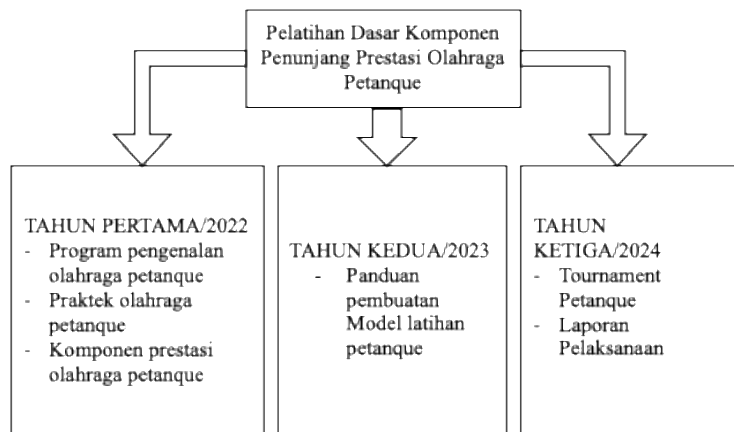 Pelatihan Dasar Komponen
Penunjang Prestasi Olahraga
Petanque
TAHUN PERTAMA/2022
- Program pengenalan
olahraga petanque
- Praktek olahraga
petanque
- Komponen prestasi
olahraga petanque
TAHUN KEDUA/2023
- Panduan
pembuatan
Model latihan
petanque
TAHUN
KETIGA/2024
- Tournament
Petanque
- Laporan
Pelaksanaan